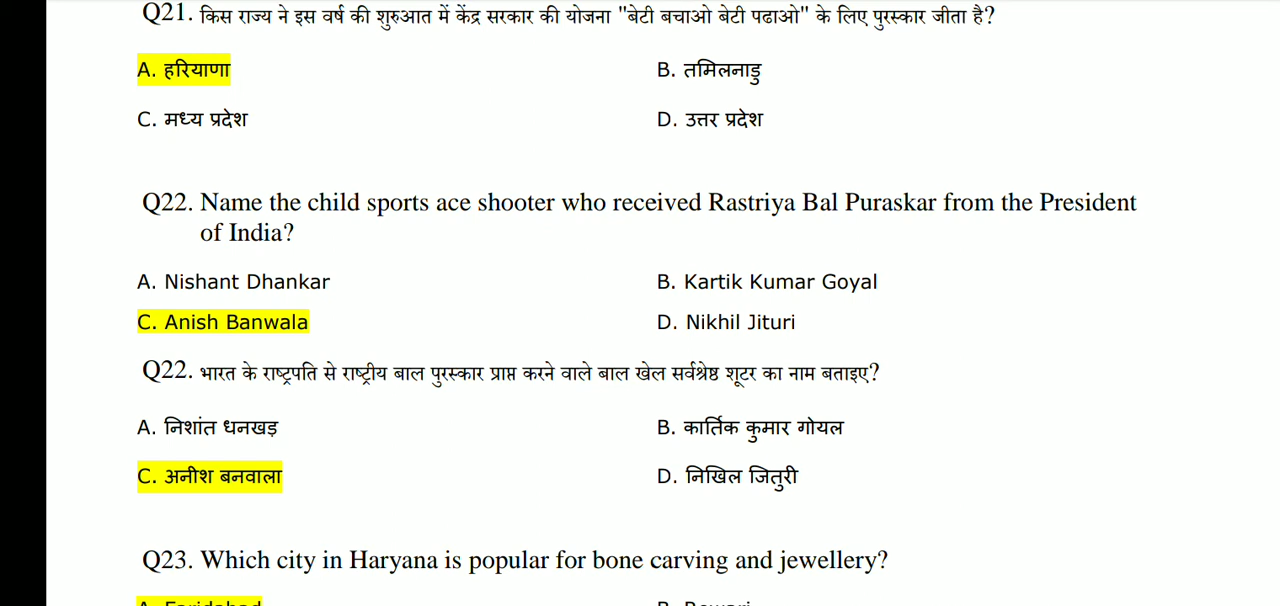 Q21. किस राज्य ने इस वर्ष की शुरुआत में केंद्र सरकार की योजना "बेटी बचाओ बेटी पढाओ" के लिए पुरस्कार जीता है?
A. हरियाणा B. तमिलनाडु
C. मध्य प्रदेश D. उत्तर प्रदेश
Q22. Name the child sports ace shooter who received Rastriya Bal Puraskar from the President
of India?
A. Nishant Dhankar B. Kartik Kumar Goyal
C. Anish Banwala D. Nikhil Jituri
Q22. भारत के राष्ट्रपति से राष्ट्रीय बाल पुरस्कार प्राप्त करने वाले बाल खेल सर्वश्रेष्ठ शूटर का नाम बताइए?
A. निशांत धनखड़ B. कार्तिक कुमार गोयल
C. अनीश बनवाला D. निखिल जितुरी
Q23. Which city in Haryana is popular for bone carving and jewellery?
A. Faridabad B. Rewari